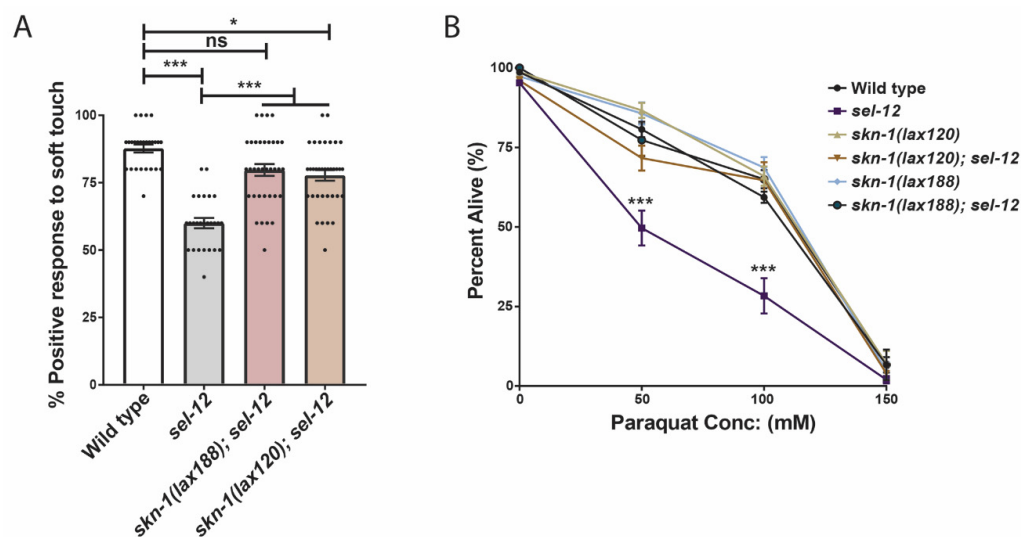 A
*
ns
***
***
% Positive response to soft touch
100
75
50
25
0
Wild type
sel-12
skn-1(lax188); sel-12
skn-1(lax120); sel-12
B
Percent Alive (%)
100
75
50
25
0
***
***
0
50
100
150
Paraquat Conc: (mM)
Wild type
sel-12
skn-1(lax120)
skn-1(lax120); sel-12
skn-1(lax188)
skn-1(lax188); sel-12